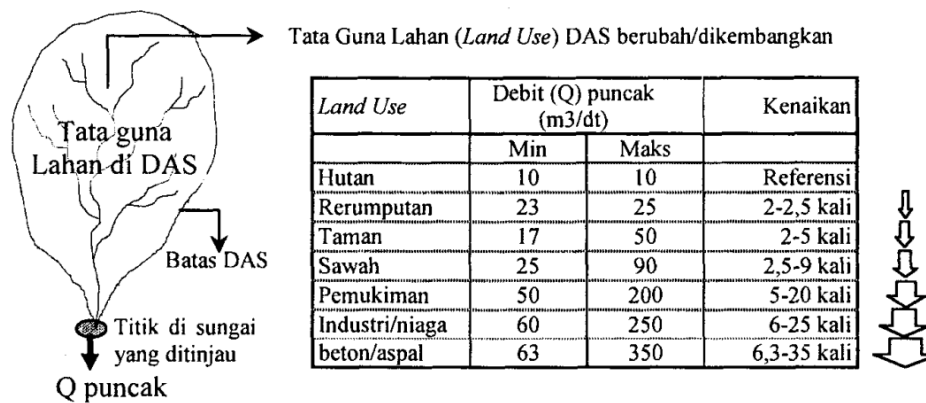 Tata Guna Lahan (Land Use) DAS berubah/dikembangkan
Tata guna
Lahan di DAS
Batas DAS
Titik di sungai
yang ditinjau
Q puncak
Land Use Debit (Q) puncak Kenaikan
(m3/dt)
Min Maks
Hutan 10 10 Referensi
Rerumputan 23 25 2-2,5 kali
Taman 17 50 2-5 kali
Sawah 25 90 2,5-9 kali
Pemukiman 50 200 5-20 kali
Industri/niaga 60 250 6-25 kali
beton/aspal 63 350 6,3-35 kali